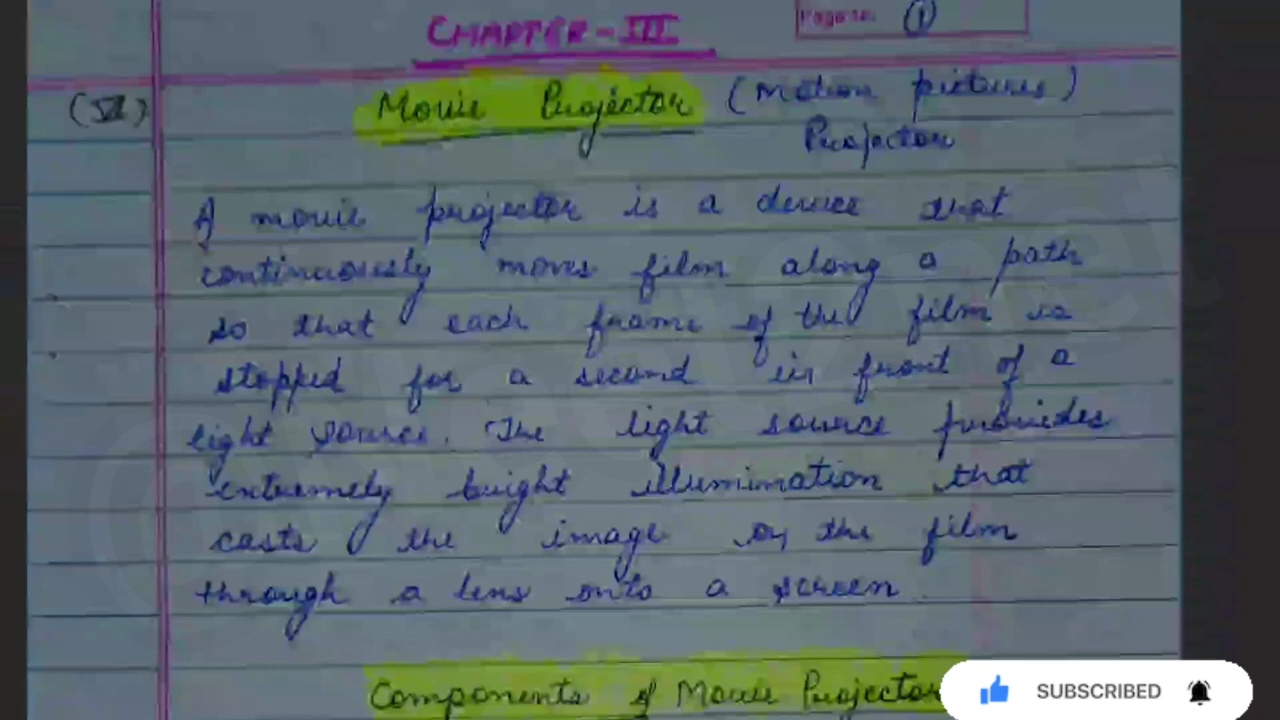 CHAPTER-III
Page No. 1
(VI) Movie Projector (Motion pictures)
Projector
A movie projector is a device that
continuously moves film along a path
so that each frame of the film is
stopped for a second in front of a
light source. The light source provides
extremely bright illumination that
casts the image on the film
through a lens onto a screen
Components of Movie Projector
SUBSCRIBED